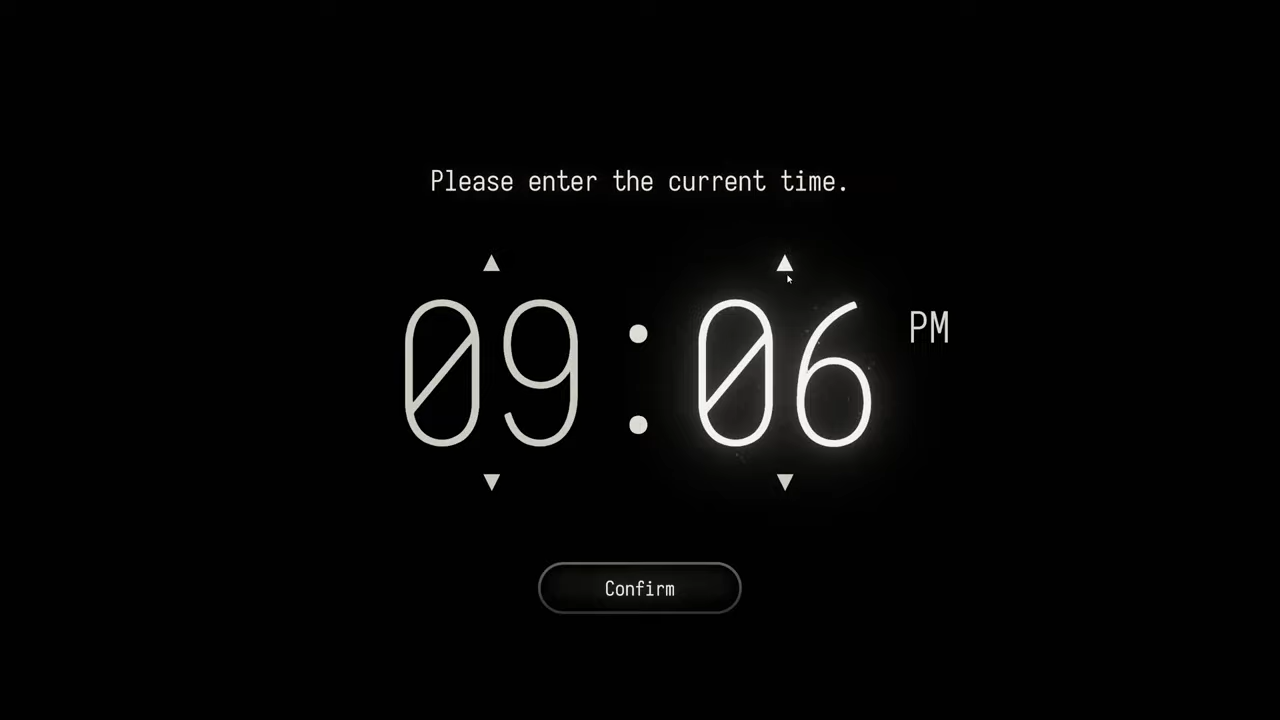 Please enter the current time.
▲ ▲
09:06 PM
▼ ▼
Confirm